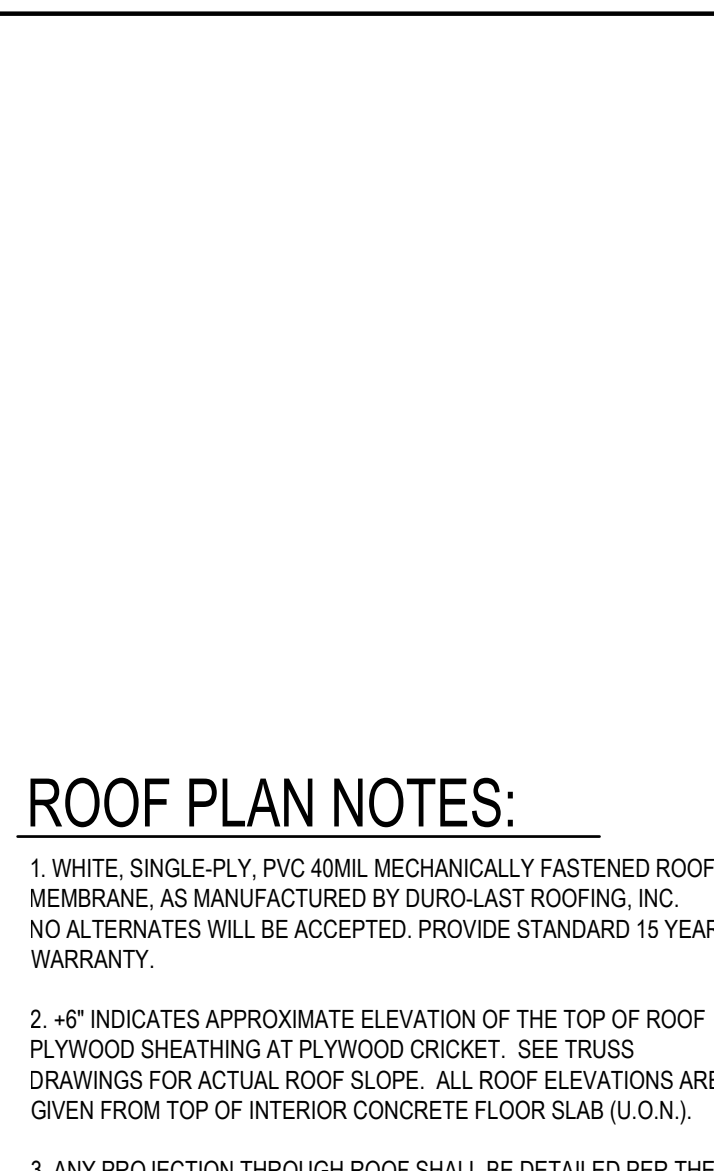 ROOF PLAN NOTES:
1. WHITE, SINGLE-PLY, PVC 40MIL MECHANICALLY FASTENED ROOF
MEMBRANE, AS MANUFACTURED BY DURO-LAST ROOFING, INC.
NO ALTERNATES WILL BE ACCEPTED. PROVIDE STANDARD 15 YEAR
WARRANTY.
2. +6" INDICATES APPROXIMATE ELEVATION OF THE TOP OF ROOF
PLYWOOD SHEATHING AT PLYWOOD CRICKET. SEE TRUSS
DRAWINGS FOR ACTUAL ROOF SLOPE. ALL ROOF ELEVATIONS ARE
GIVEN FROM TOP OF INTERIOR CONCRETE FLOOR SLAB (U.O.N.).
3. ANY PROJECTION THROUGH ROOF SHALL BE DETAILED PER THE